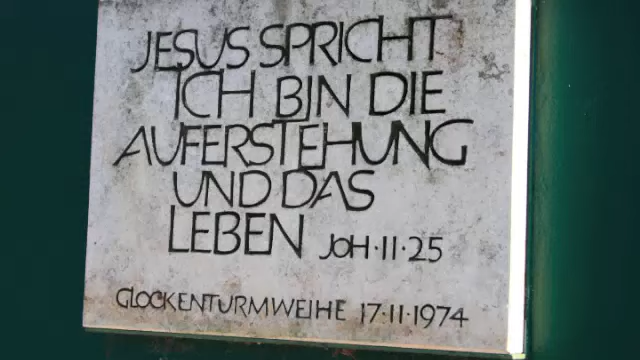 JESUS SPRICHT
ICH BIN DIE
AUFERSTEHUNG
UND DAS
LEBEN JOH·11·25
GLOCKENTURMWEIHE 17·11·1974